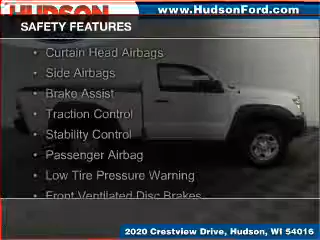 HUDSON
www.HudsonFord.com
SAFETY FEATURES
• Curtain Head Airbags
• Side Airbags
• Brake Assist
• Traction Control
• Stability Control
• Passenger Airbag
• Low Tire Pressure Warning
• Front Ventilated Disc Brakes
2020 Crestview Drive, Hudson, WI 54016